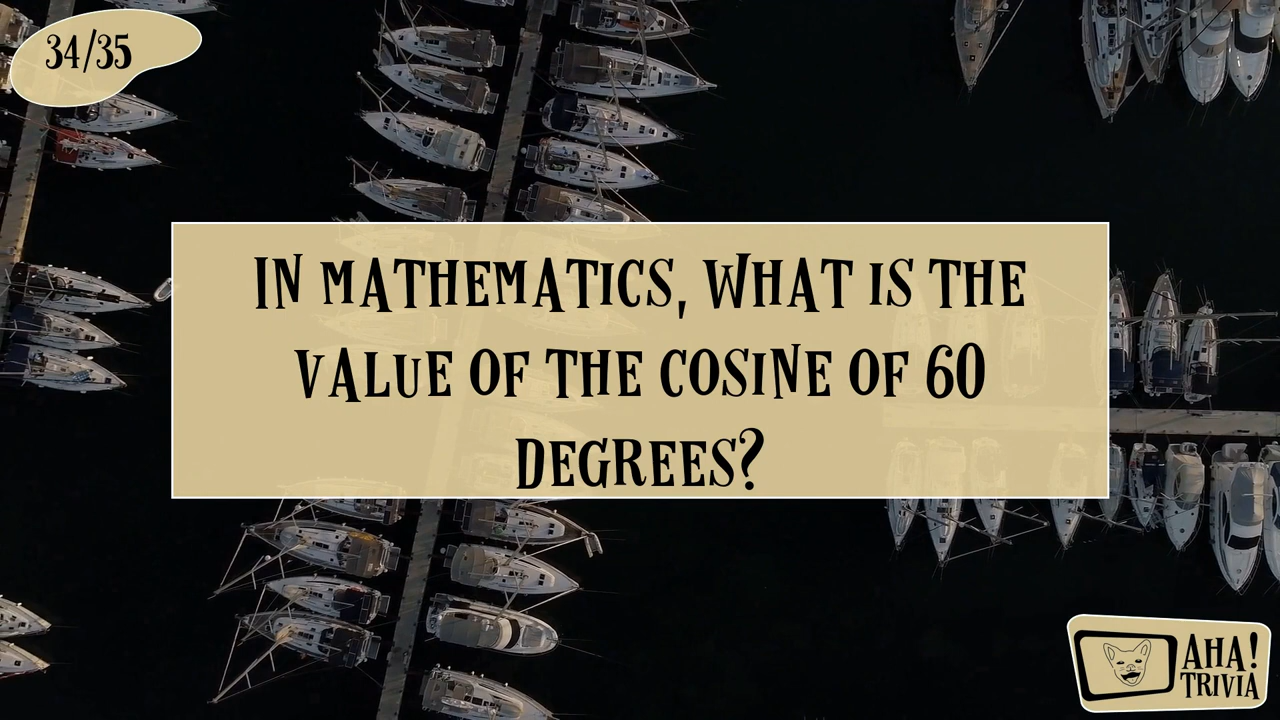 34/35
IN MATHEMATICS, WHAT IS THE
VALUE OF THE COSINE OF 60
DEGREES?
AHA!
TRIVIA